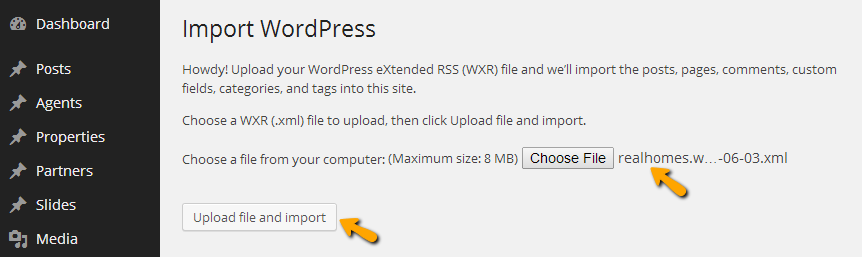 Dashboard
Posts
Agents
Properties
Partners
Slides
Media
Import WordPress
Howdy! Upload your WordPress eXtended RSS (WXR) file and we'll import the posts, pages, comments, custom
fields, categories, and tags into this site.
Choose a WXR (.xml) file to upload, then click Upload file and import.
Choose a file from your computer: (Maximum size: 8 MB) Choose File realhomes.w...-06-03.xml
Upload file and import